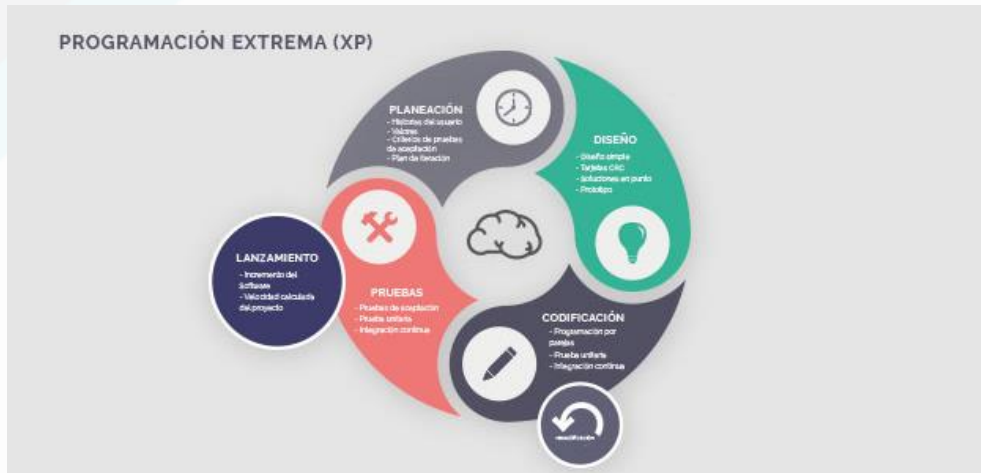 PROGRAMACIÓN EXTREMA (XP)
PLANEACIÓN
- Historias del usuario
- Valores
- Criterios de pruebas
de aceptación
- Plan de iteración
DISEÑO
- Diseño simple
- Tarjetas CRC
- Soluciones en punto
- Prototipo
LANZAMIENTO
- Incremento del
Software
- Velocidad calculada
del proyecto
PRUEBAS
- Pruebas de aceptación
- Prueba unitaria
- Integración continua
CODIFICACIÓN
- Programación por
parejas
- Prueba unitaria
- Integración continua